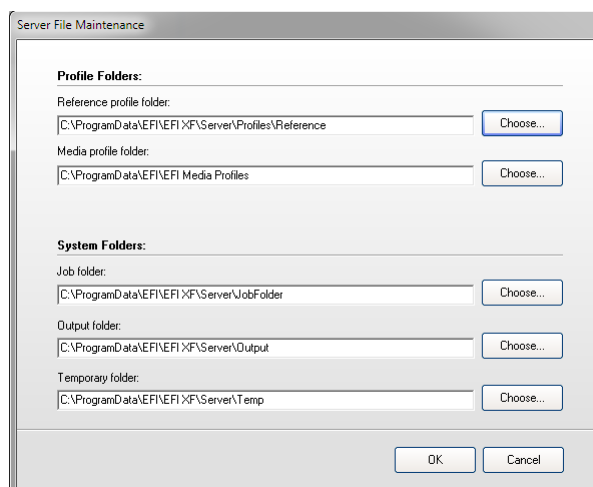 Server File Maintenance
Profile Folders:
Reference profile folder:
C:\ProgramData\EFI\EFI XF\Server\Profiles\Reference
Choose...
Media profile folder:
C:\ProgramData\EFI\EFI Media Profiles
Choose...
System Folders:
Job folder:
C:\ProgramData\EFI\EFI XF\Server\JobFolder
Choose...
Output folder:
C:\ProgramData\EFI\EFI XF\Server\Output
Choose...
Temporary folder:
C:\ProgramData\EFI\EFI XF\Server\Temp
Choose...
OK
Cancel